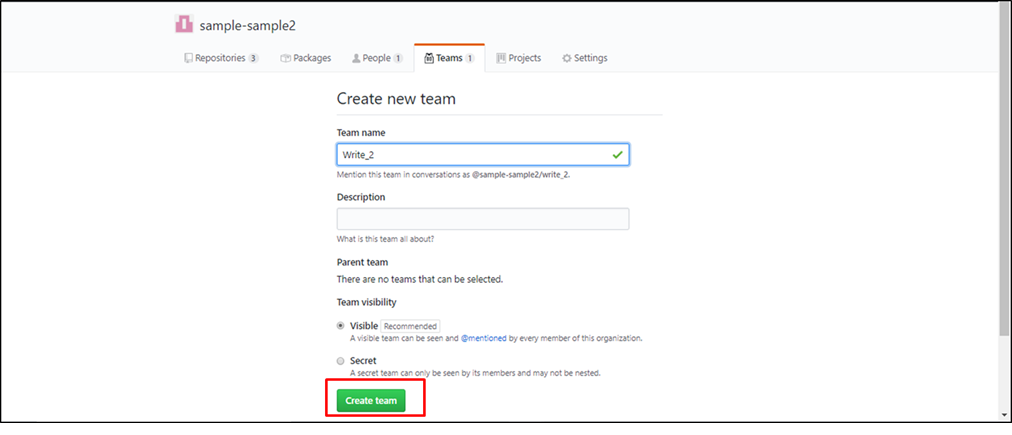 sample-sample2
Repositories 3 Packages People 1 Teams 1 Projects Settings
Create new team
Team name
Write_2
Mention this team in conversations as @sample-sample2/write_2.
Description
What is this team all about?
Parent team
There are no teams that can be selected.
Team visibility
Visible Recommended
A visible team can be seen and @mentioned by every member of this organization.
Secret
A secret team can only be seen by its members and may not be nested.
Create team